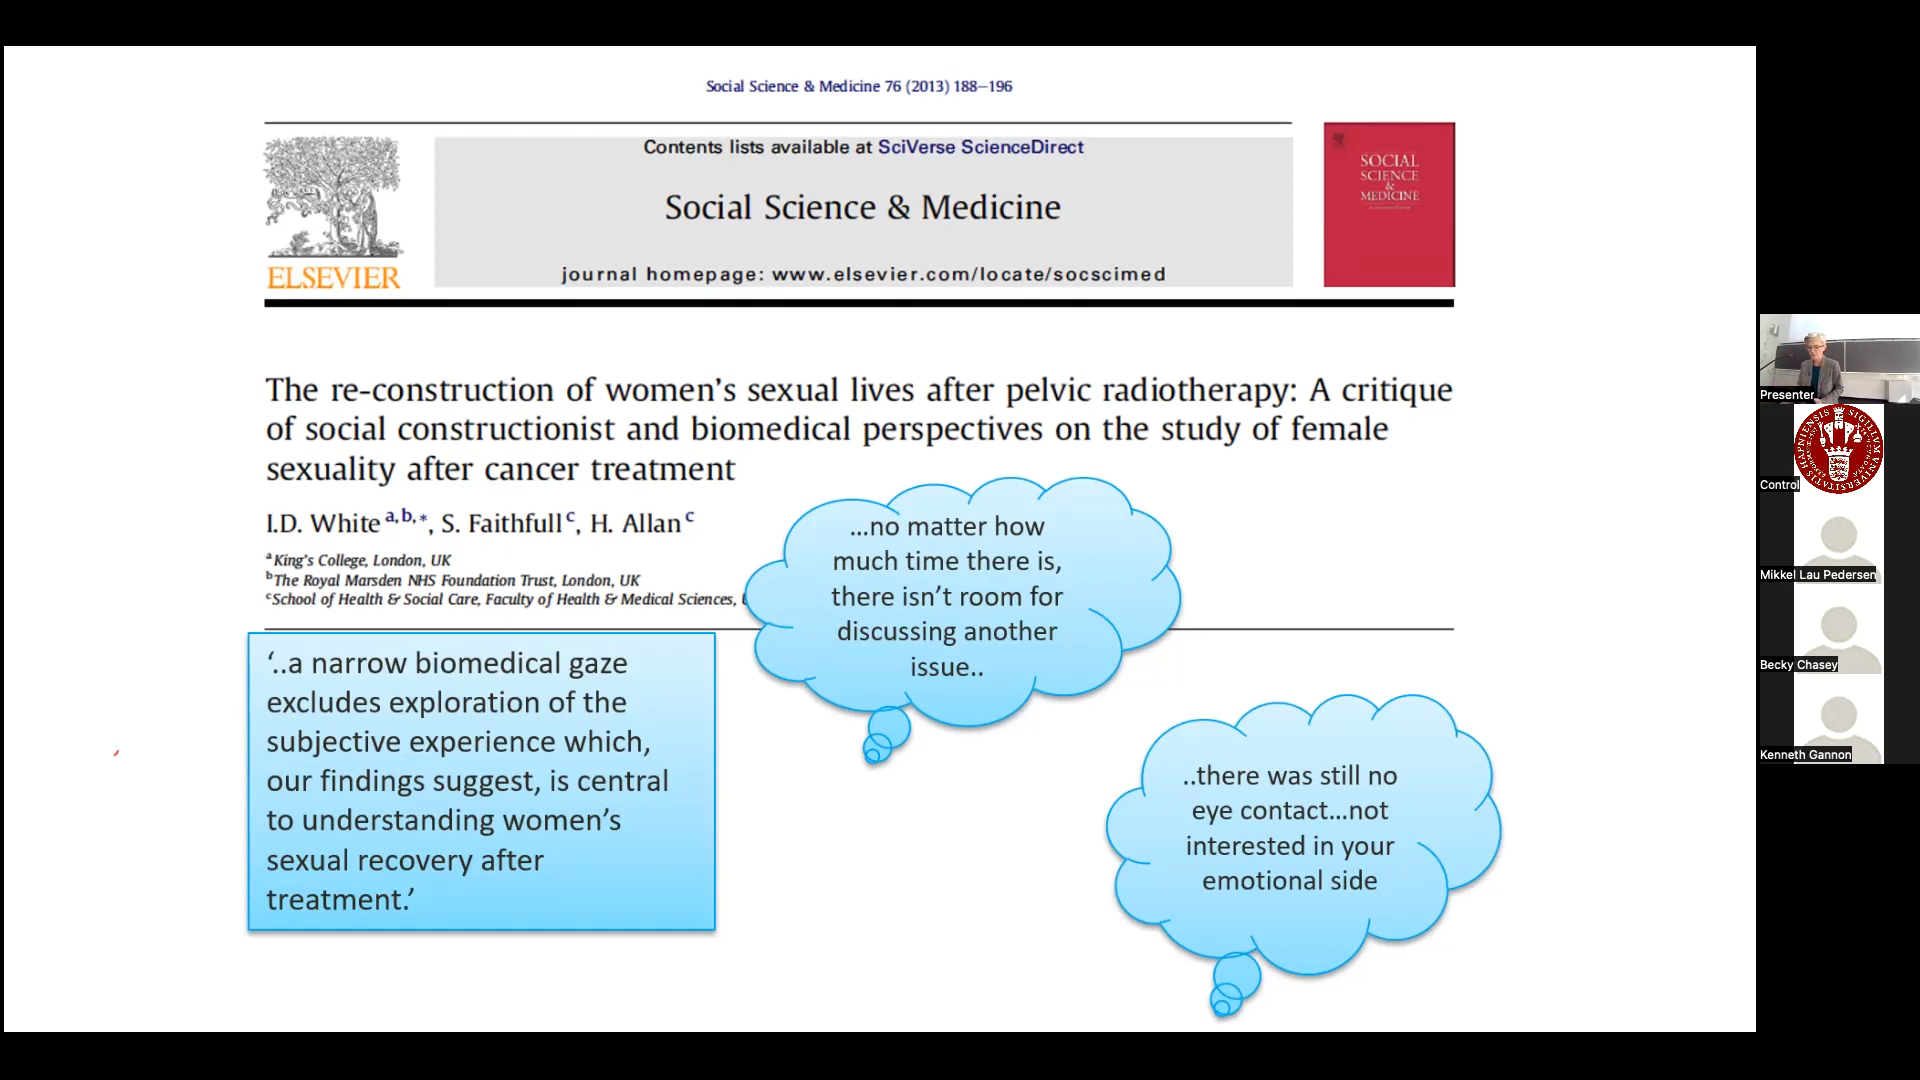 Social Science & Medicine 76 (2013) 188–196
Contents lists available at SciVerse ScienceDirect
Social Science & Medicine
journal homepage: www.elsevier.com/locate/socscimed
ELSEVIER
SOCIAL
SCIENCE
&
MEDICINE
The re-construction of women's sexual lives after pelvic radiotherapy: A critique
of social constructionist and biomedical perspectives on the study of female
sexuality after cancer treatment
I.D. White a,b,*, S. Faithfull c, H. Allan c
a King's College, London, UK
b The Royal Marsden NHS Foundation Trust, London, UK
c School of Health & Social Care, Faculty of Health & Medical Sciences,
'..a narrow biomedical gaze
excludes exploration of the
subjective experience which,
our findings suggest, is central
to understanding women's
sexual recovery after
treatment.'
...no matter how
much time there is,
there isn't room for
discussing another
issue..
..there was still no
eye contact...not
interested in your
emotional side
Presenter
Control
Mikkel Lau Pedersen
Becky Chasey
Kenneth Gannon